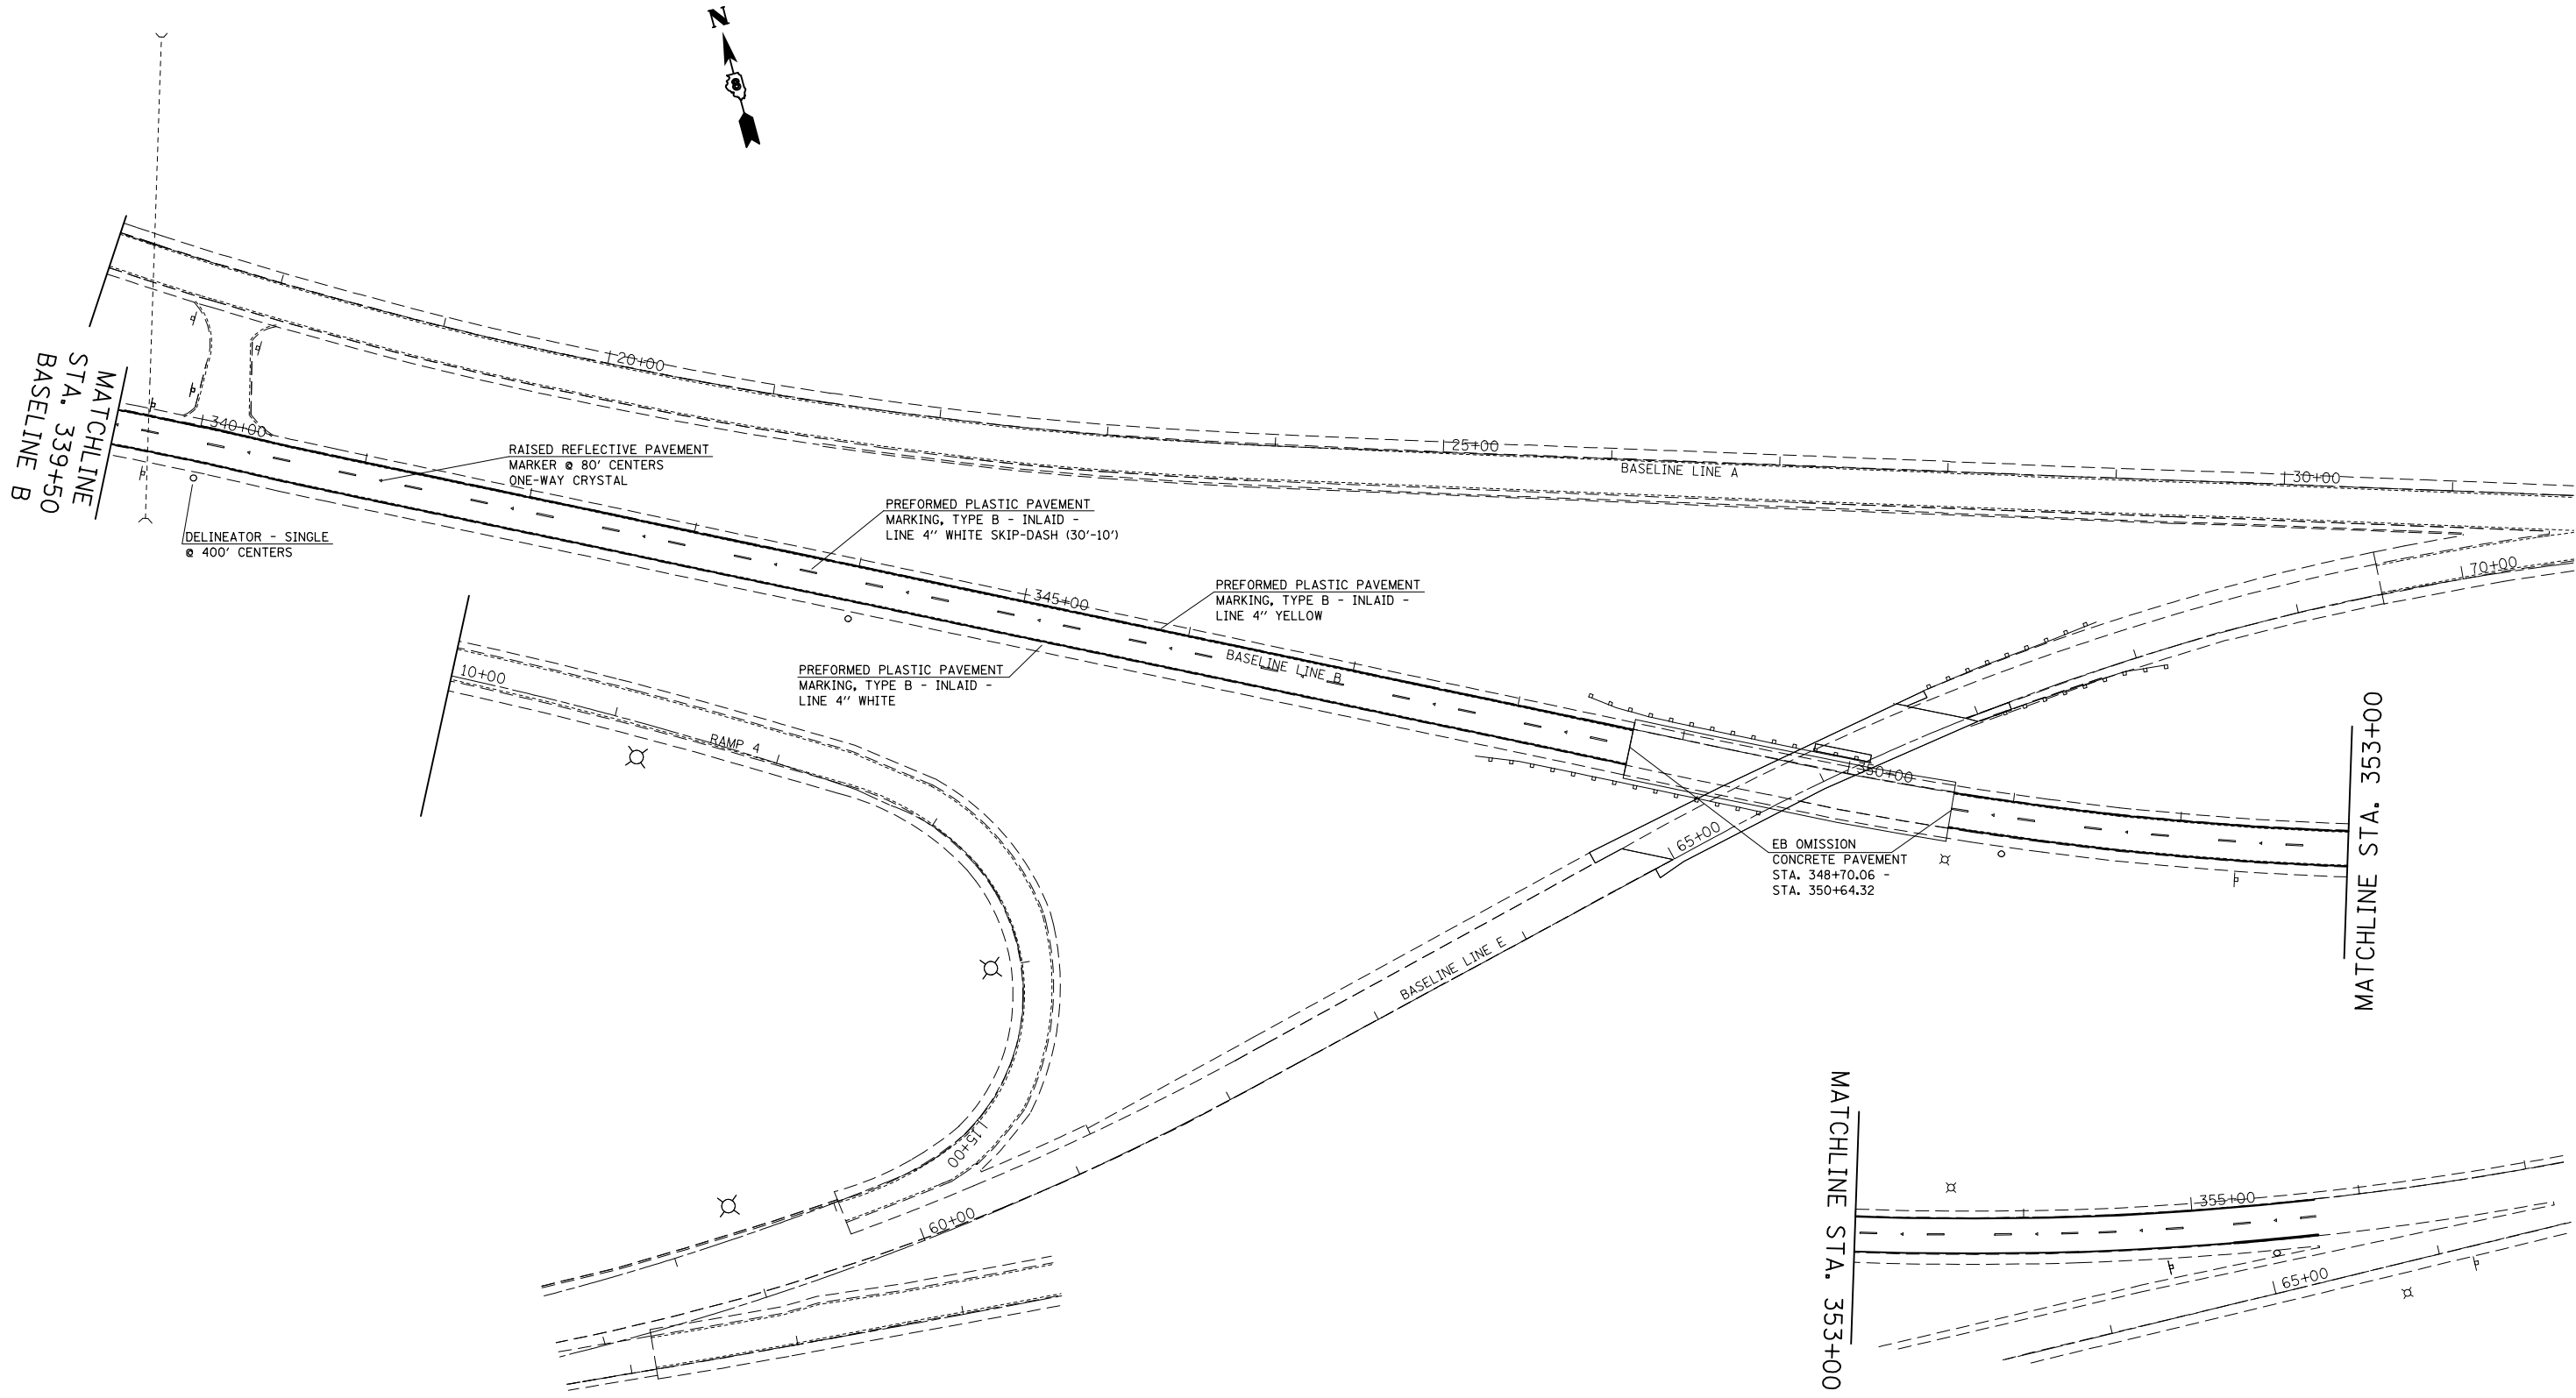 N
8
MATCHLINE
STA. 339+50
BASELINE B
20+00
340+00
RAISED REFLECTIVE PAVEMENT
MARKER @ 80' CENTERS
ONE-WAY CRYSTAL
25+00
BASELINE LINE A
30+00
DELINEATOR - SINGLE
@ 400' CENTERS
PREFORMED PLASTIC PAVEMENT
MARKING, TYPE B - INLAID -
LINE 4" WHITE SKIP-DASH (30'-10')
70+00
345+00
PREFORMED PLASTIC PAVEMENT
MARKING, TYPE B - INLAID -
LINE 4" YELLOW
BASELINE LINE B
10+00
PREFORMED PLASTIC PAVEMENT
MARKING, TYPE B - INLAID -
LINE 4" WHITE
RAMP 4
350+00
65+00
EB OMISSION
CONCRETE PAVEMENT
STA. 348+70.06 -
STA. 350+64.32
MATCHLINE STA. 353+00
BASELINE LINE E
15+00
60+00
MATCHLINE STA. 353+00
355+00
65+00